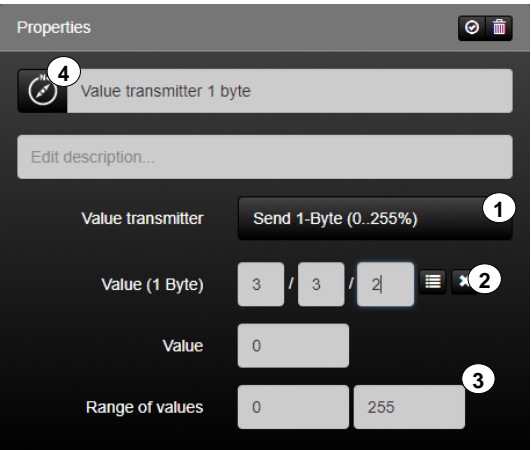 Properties
N
4
Value transmitter 1 byte
Edit description...
Value transmitter Send 1-Byte (0..255%) 1
Value (1 Byte) 3 / 3 / 2 2
Value 0
3
Range of values 0 255